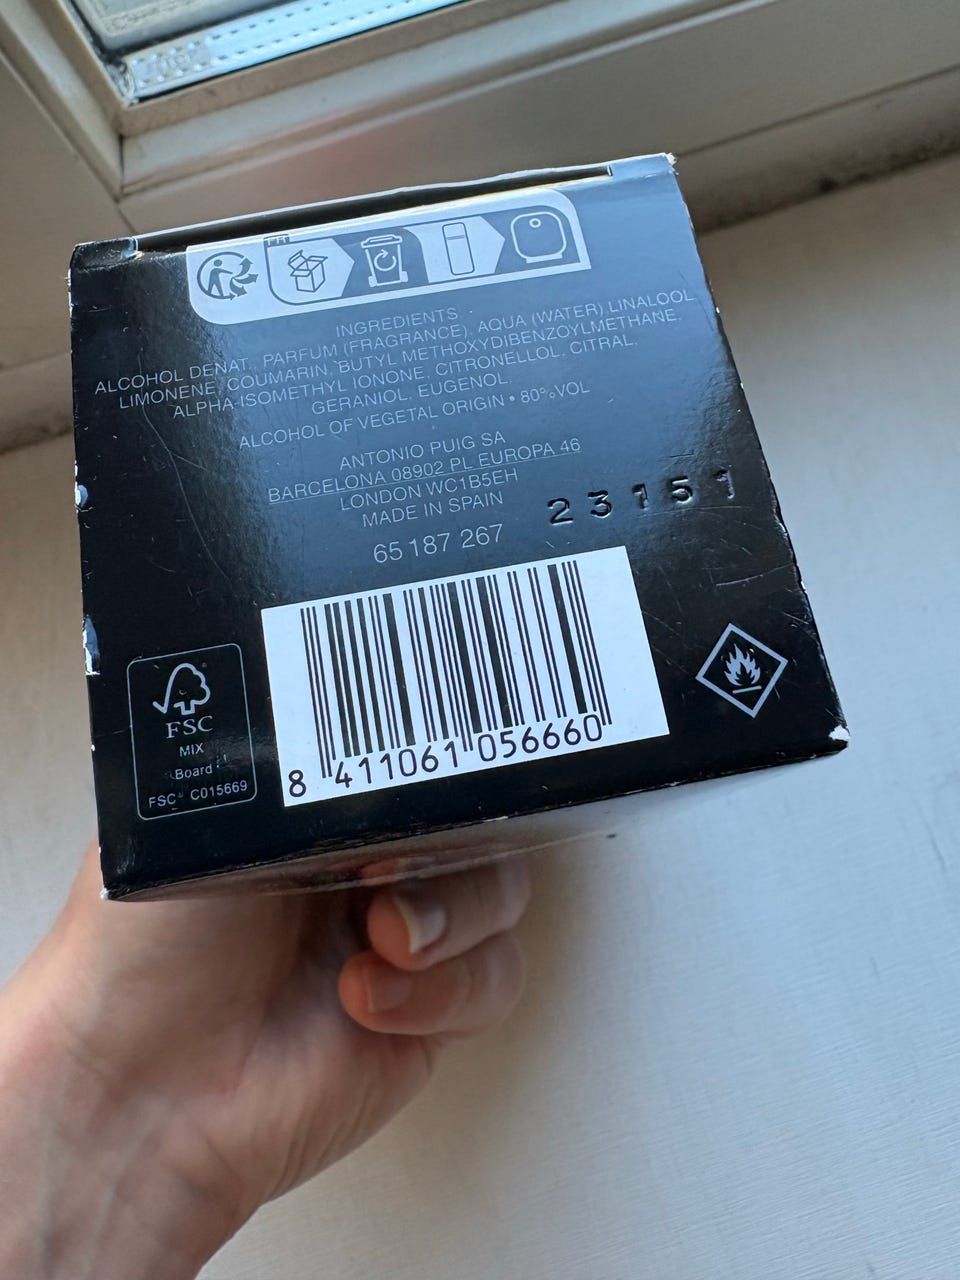 FR
INGREDIENTS
ALCOHOL DENAT., PARFUM (FRAGRANCE), AQUA (WATER), LINALOOL,
LIMONENE, COUMARIN, BUTYL METHOXYDIBENZOYLMETHANE,
ALPHA-ISOMETHYL IONONE, CITRONELLOL, CITRAL,
GERANIOL, EUGENOL.
ALCOHOL OF VEGETAL ORIGIN • 80%VOL
ANTONIO PUIG SA
BARCELONA 08902 PL EUROPA 46
LONDON WC1B5EH
MADE IN SPAIN
23151
65187 267
8 411061 056660
FSC
MIX
Board
FSC® C015669